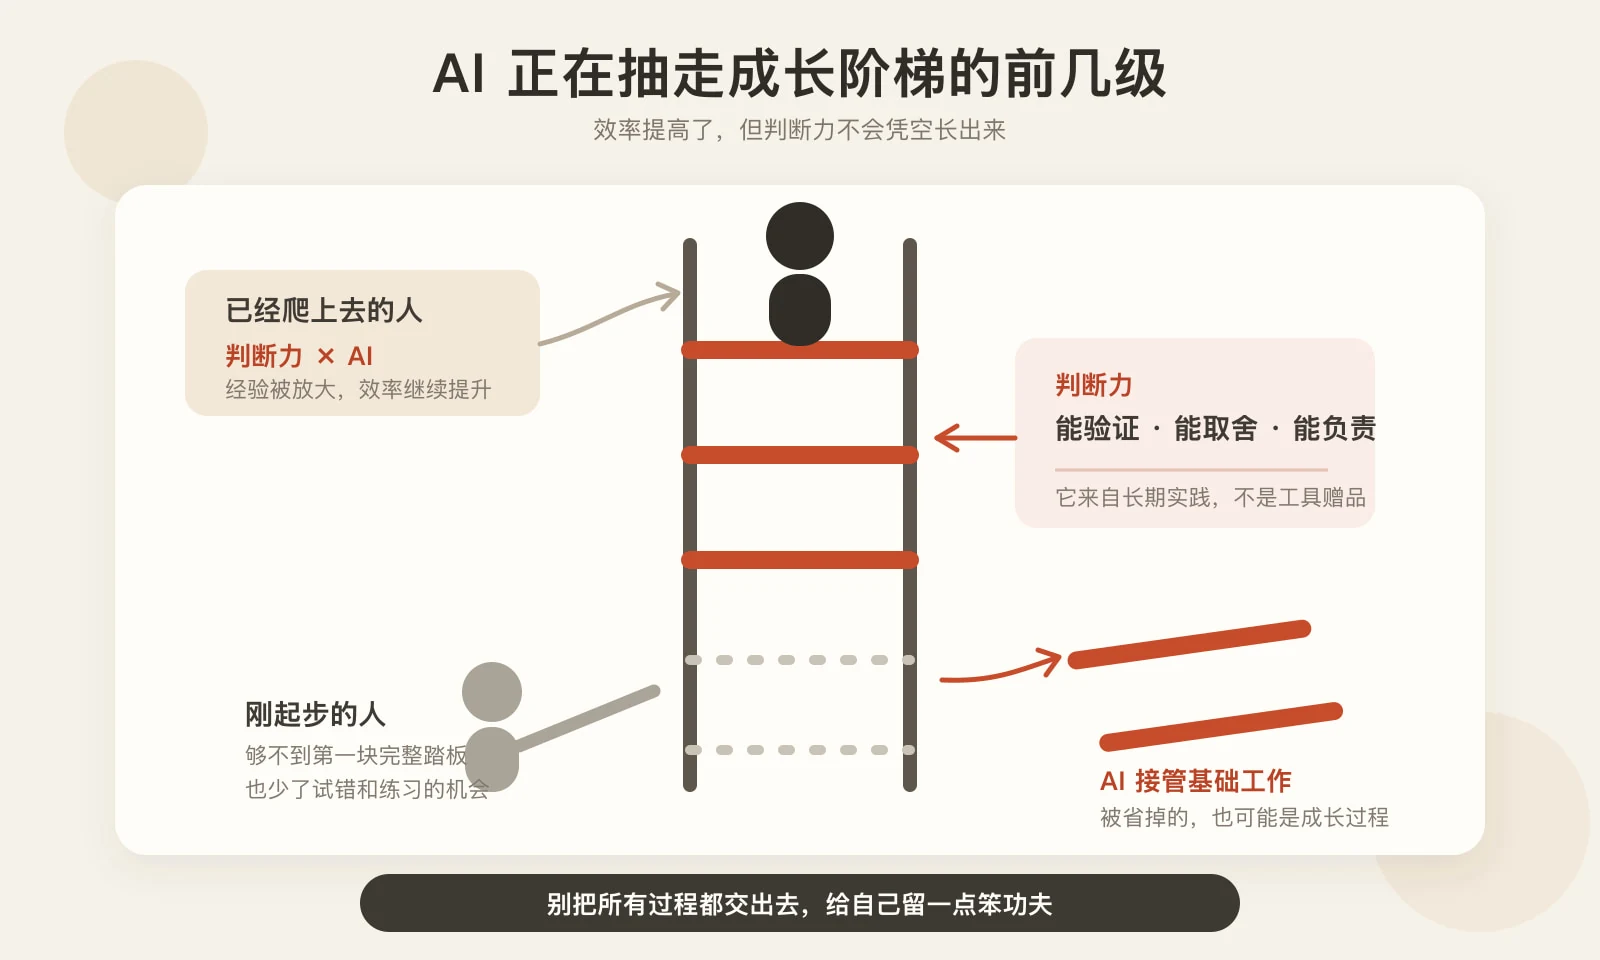 AI 正在抽走成长阶梯的前几级
效率提高了，但判断力不会凭空长出来
已经爬上去的人
判断力 × AI
经验被放大，效率继续提升
判断力
能验证 · 能取舍 · 能负责
它来自长期实践，不是工具赠品
刚起步的人
够不到第一块完整踏板
也少了试错和练习的机会
AI 接管基础工作
被省掉的，也可能是成长过程
别把所有过程都交出去，给自己留一点笨功夫